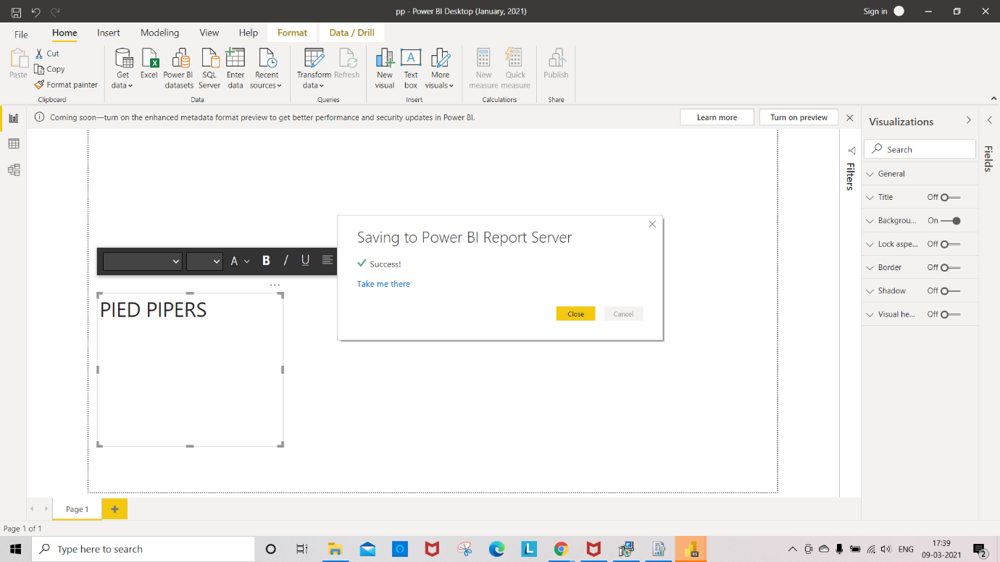 pp - Power BI Desktop (January, 2021)
Sign in
File
Home
Insert
Modeling
View
Help
Format
Data / Drill
Paste
Cut
Copy
Format painter
Clipboard
Get data
Excel
Power BI datasets
SQL Server
Enter data
Recent sources
Data
Transform data
Refresh
Queries
New visual
Text box
More visuals
Insert
New measure
Quick measure
Calculations
Publish
Share
Coming soon—turn on the enhanced metadata format preview to get better performance and security updates in Power BI.
Learn more
Turn on preview
Visualizations
Search
General
Title Off
Backgrou... On
Lock aspe... Off
Border Off
Shadow Off
Visual he... Off
Filters
Fields
A B I U
PIED PIPERS
Saving to Power BI Report Server
Success!
Take me there
Close
Cancel
Page 1
Page 1 of 1
Type here to search
L
RS
ENG
17:39
09-03-2021
2